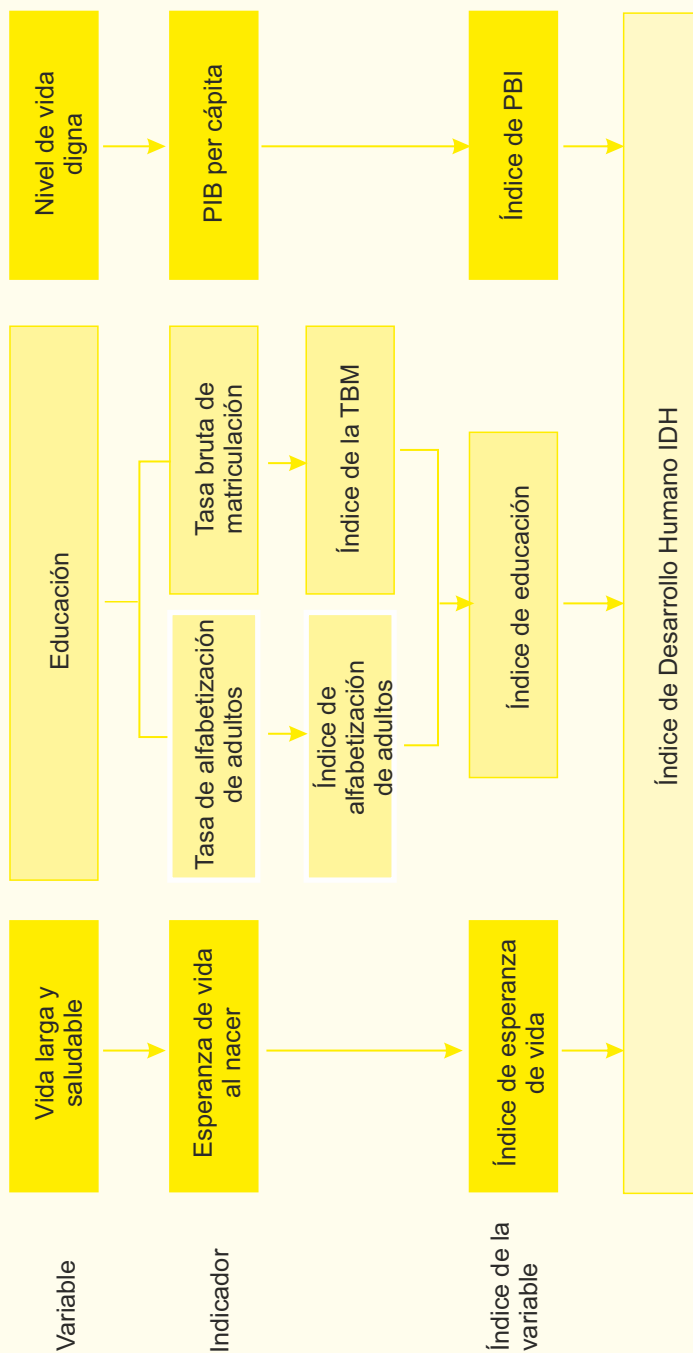 Variable
Vida larga y
saludable
Educación
Nivel de vida
digna
Indicador
Esperanza de vida
al nacer
Tasa de alfabetización
de adultos
Tasa bruta de
matriculación
PIB per cápita
Índice de
alfabetización
de adultos
Índice de la TBM
Índice de la
variable
Índice de esperanza
de vida
Índice de educación
Índice de PBI
Índice de Desarrollo Humano IDH